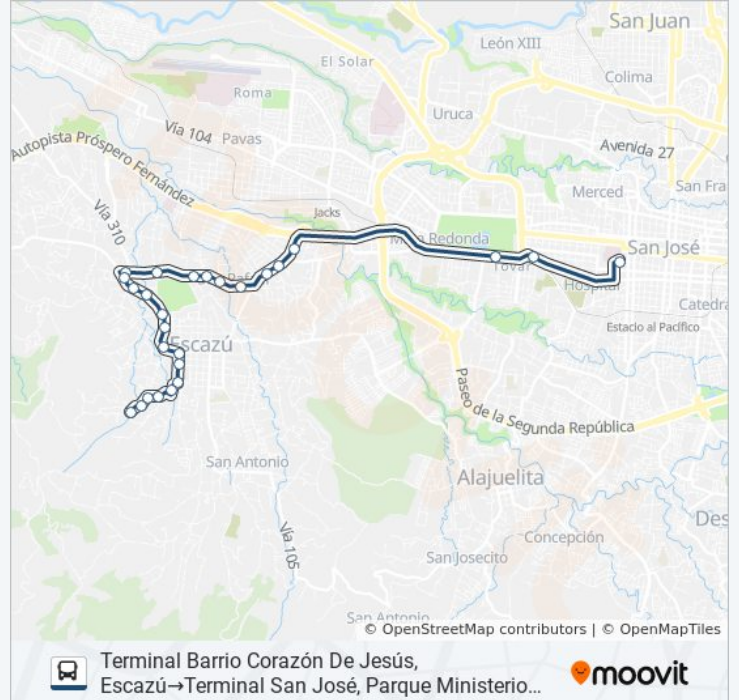 San Juan
León XIII
El Solar
Colima
Roma
Uruca
Vía 104
Pavas
Avenida 27
Autopista Próspero Fernández
Merced
San Fra
Vía 310
Jacks
Mata Redonda
San José
Rafael
Tovar
Hospital
Catedra
Estacio al Pacífico
Escazú
Paseo de la Segunda República
San Antonio
Alajuelita
Des
Vía 105
Concepción
San Josecito
San Antonio
© OpenStreetMap contributors | © OpenMapTiles
Terminal Barrio Corazón De Jesús,
Escazú→Terminal San José, Parque Ministerio...
moovit